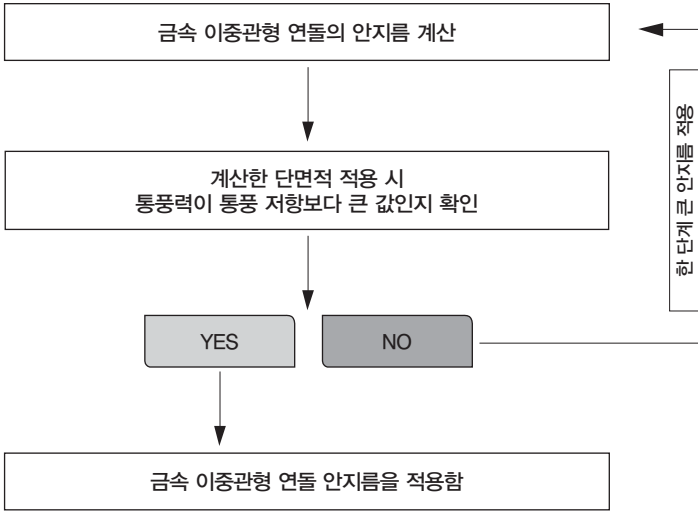 금속 이중관형 연돌의 안지름 계산
계산한 단면적 적용 시
통풍력이 통풍 저항보다 큰 값인지 확인
한 단계 큰 안지름 적용
YES
NO
금속 이중관형 연돌 안지름을 적용함